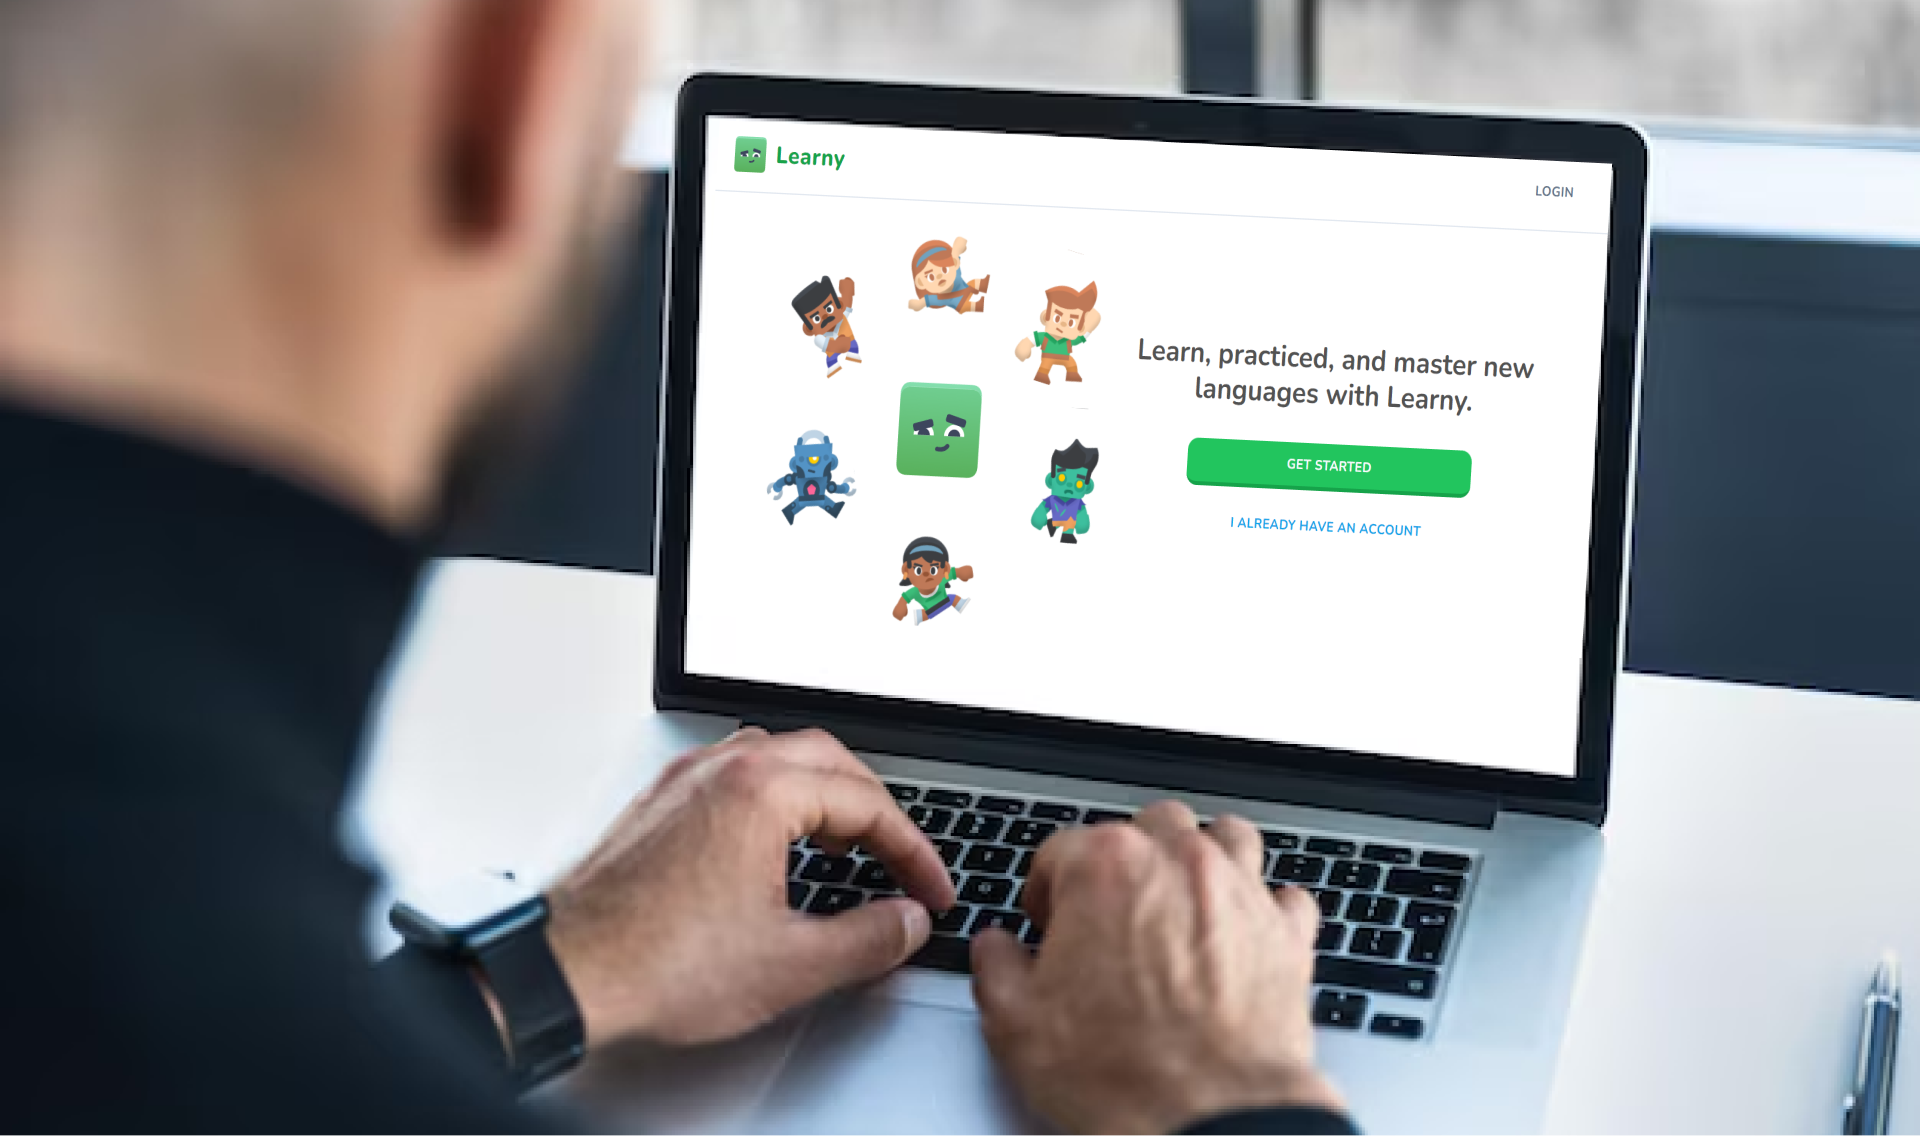 Learny
LOGIN
Learn, practiced, and master new
languages with Learny.
GET STARTED
I ALREADY HAVE AN ACCOUNT